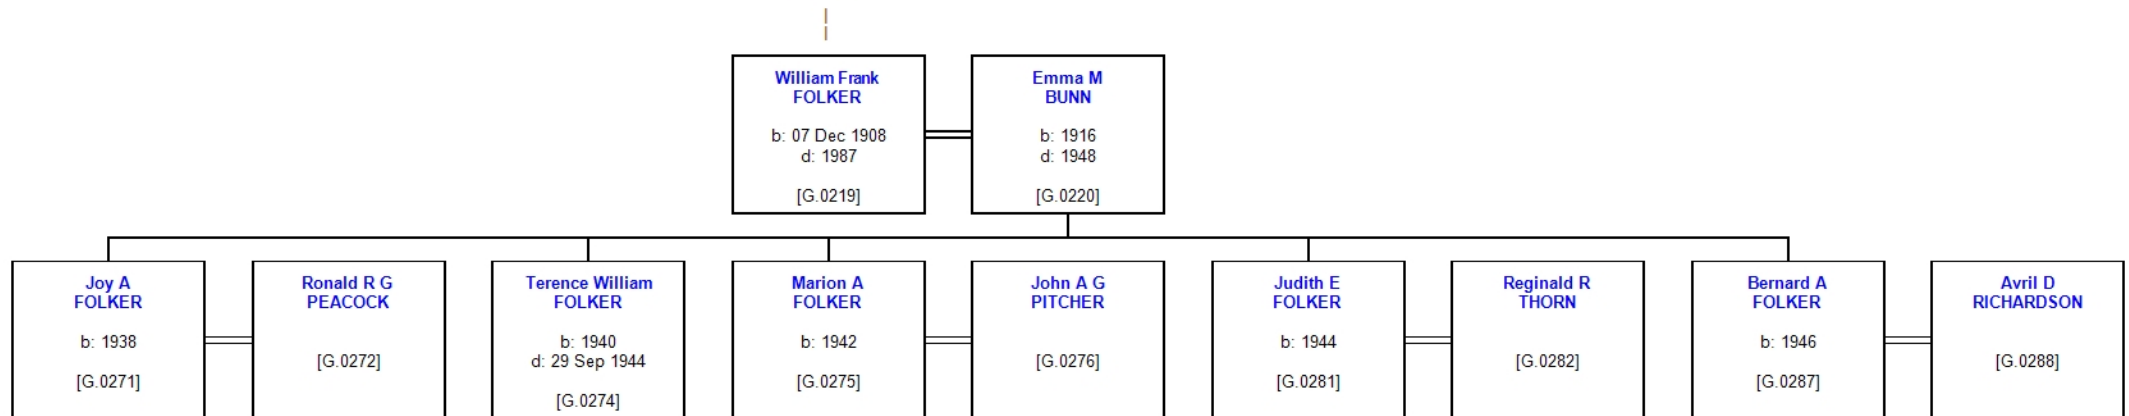 William Frank
FOLKER
b: 07 Dec 1908
d: 1987
[G.0219]
Emma M
BUNN
b: 1916
d: 1948
[G.0220]
Joy A
FOLKER
b: 1938
[G.0271]
Ronald R G
PEACOCK
[G.0272]
Terence William
FOLKER
b: 1940
d: 29 Sep 1944
[G.0274]
Marion A
FOLKER
b: 1942
[G.0275]
John A G
PITCHER
[G.0276]
Judith E
FOLKER
b: 1944
[G.0281]
Reginald R
THORN
[G.0282]
Bernard A
FOLKER
b: 1946
[G.0287]
Avril D
RICHARDSON
[G.0288]